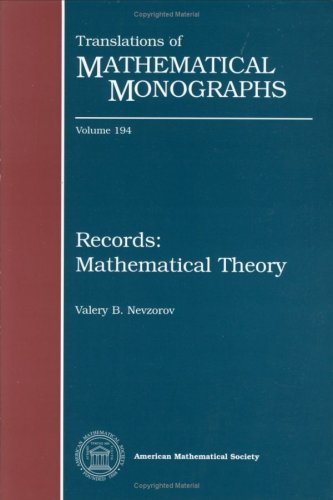 Translations of
MATHEMATICAL
MONOGRAPHS
Volume 194
Records:
Mathematical Theory
Valery B. Nevzorov
American Mathematical Society